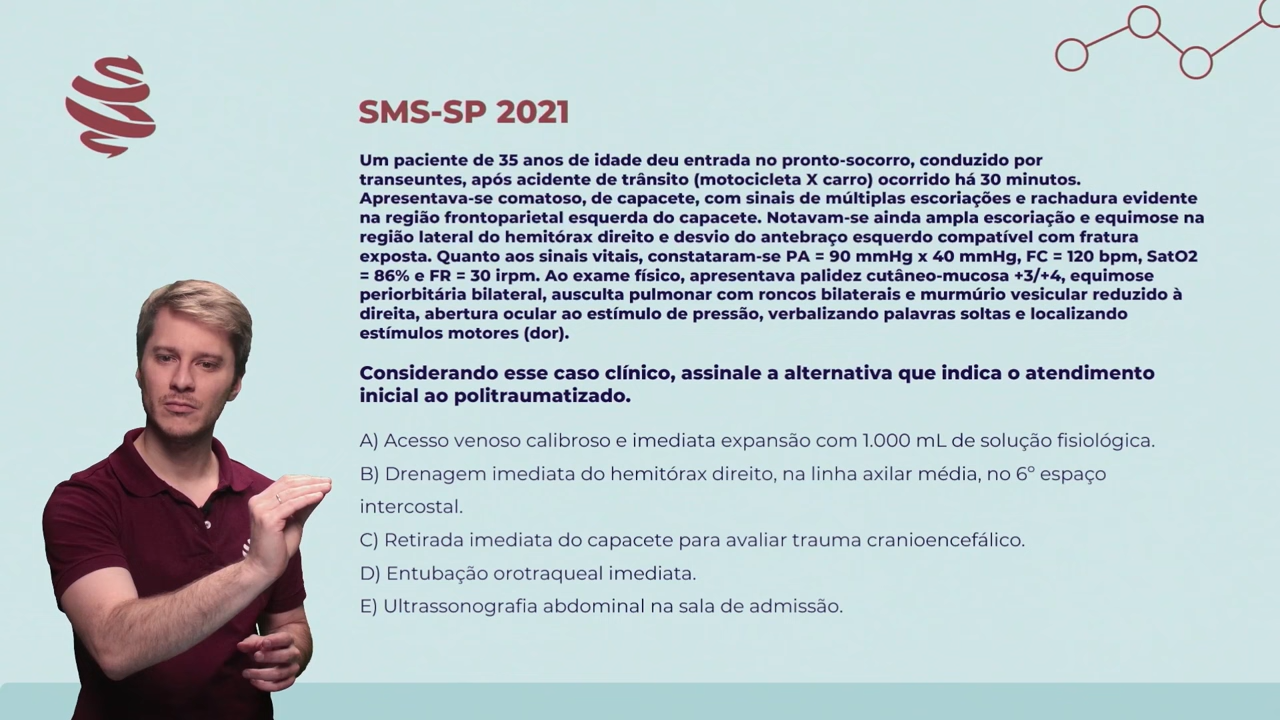 SMS-SP 2021
Um paciente de 35 anos de idade deu entrada no pronto-socorro, conduzido por
transeuntes, após acidente de trânsito (motocicleta X carro) ocorrido há 30 minutos.
Apresentava-se comatoso, de capacete, com sinais de múltiplas escoriações e rachadura evidente
na região frontoparietal esquerda do capacete. Notavam-se ainda ampla escoriação e equimose na
região lateral do hemitórax direito e desvio do antebraço esquerdo compatível com fratura
exposta. Quanto aos sinais vitais, constataram-se PA = 90 mmHg x 40 mmHg, FC = 120 bpm, SatO2
= 86% e FR = 30 irpm. Ao exame físico, apresentava palidez cutâneo-mucosa +3/+4, equimose
periorbitária bilateral, ausculta pulmonar com roncos bilaterais e murmúrio vesicular reduzido à
direita, abertura ocular ao estímulo de pressão, verbalizando palavras soltas e localizando
estímulos motores (dor).
Considerando esse caso clínico, assinale a alternativa que indica o atendimento
inicial ao politraumatizado.
A) Acesso venoso calibroso e imediata expansão com 1.000 mL de solução fisiológica.
B) Drenagem imediata do hemitórax direito, na linha axilar média, no 6º espaço
intercostal.
C) Retirada imediata do capacete para avaliar trauma cranioencefálico.
D) Entubação orotraqueal imediata.
E) Ultrassonografia abdominal na sala de admissão.